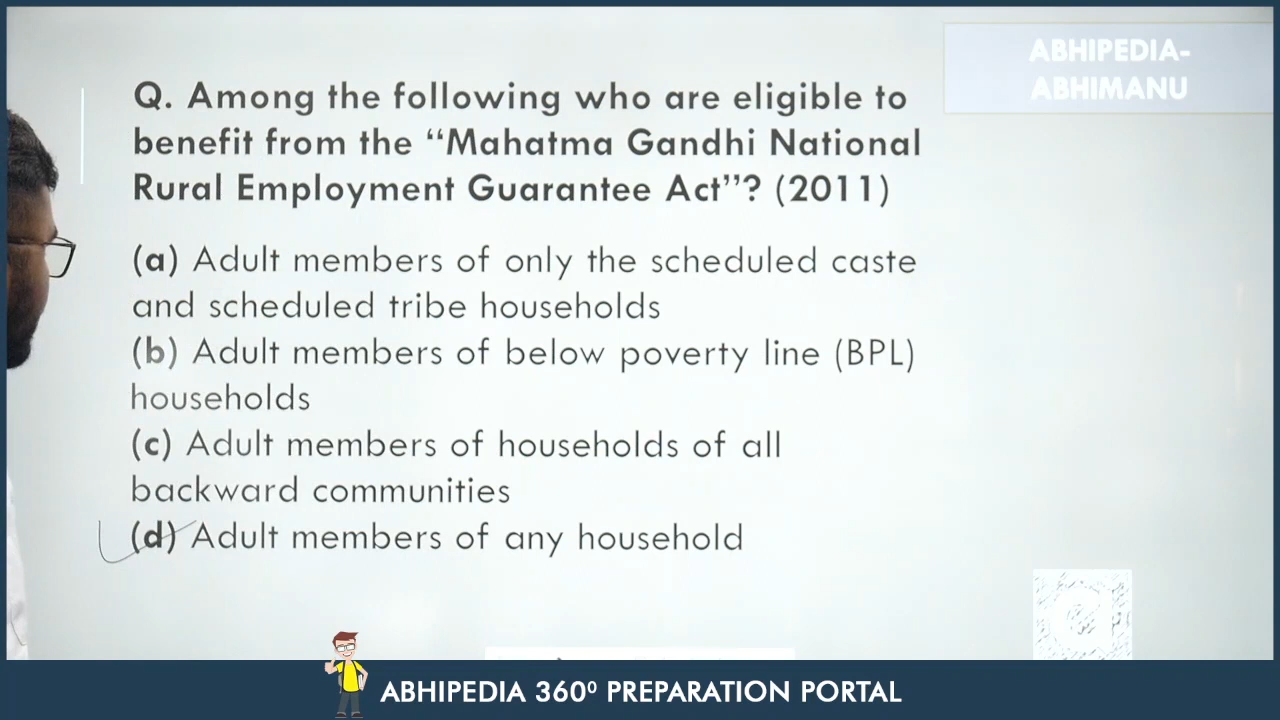 ABHIPEDIA-
ABHIMANU
Q. Among the following who are eligible to
benefit from the “Mahatma Gandhi National
Rural Employment Guarantee Act”? (2011)
(a) Adult members of only the scheduled caste
and scheduled tribe households
(b) Adult members of below poverty line (BPL)
households
(c) Adult members of households of all
backward communities
(d) Adult members of any household
ABHIPEDIA 360⁰ PREPARATION PORTAL